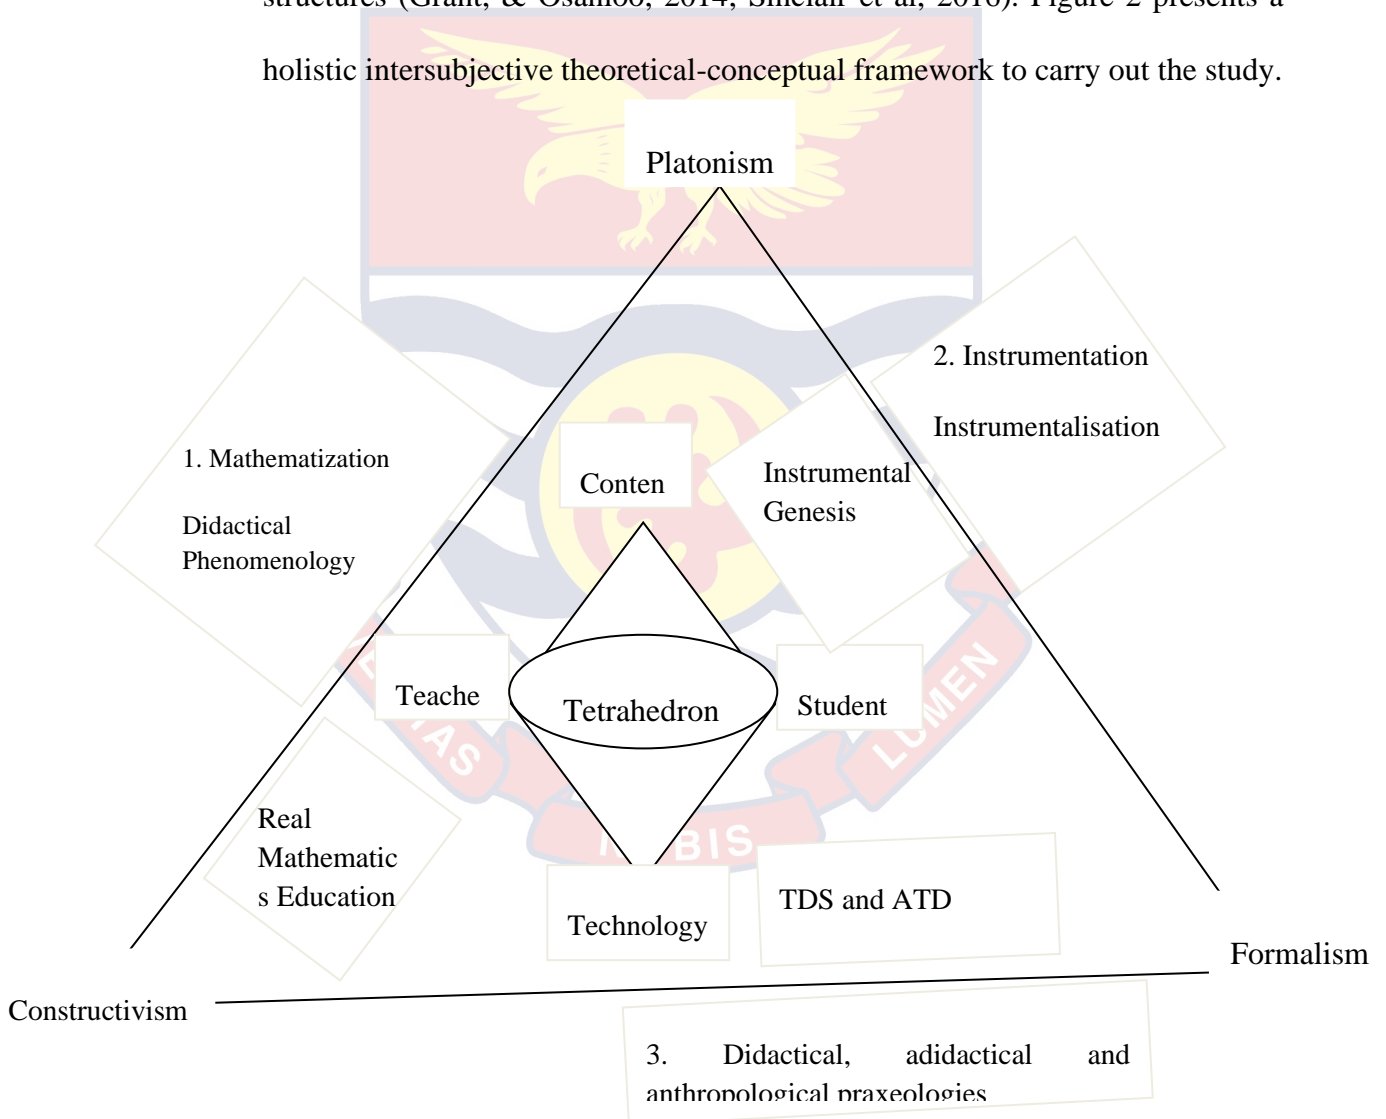 structures (Grant, & Osanloo, 2014; Sinclair et al, 2016). Figure 2 presents a
holistic intersubjective theoretical-conceptual framework to carry out the study.
Platonism
2. Instrumentation
Instrumentalisation
1. Mathematization
Didactical
Phenomenology
Conten
Instrumental
Genesis
Teache
Tetrahedron
Student
LUMEN
Real
Mathematic
s Education
BIS
TDS and ATD
Technology
Formalism
Constructivism
3. Didactical, adidactical and
anthropological praxeologies